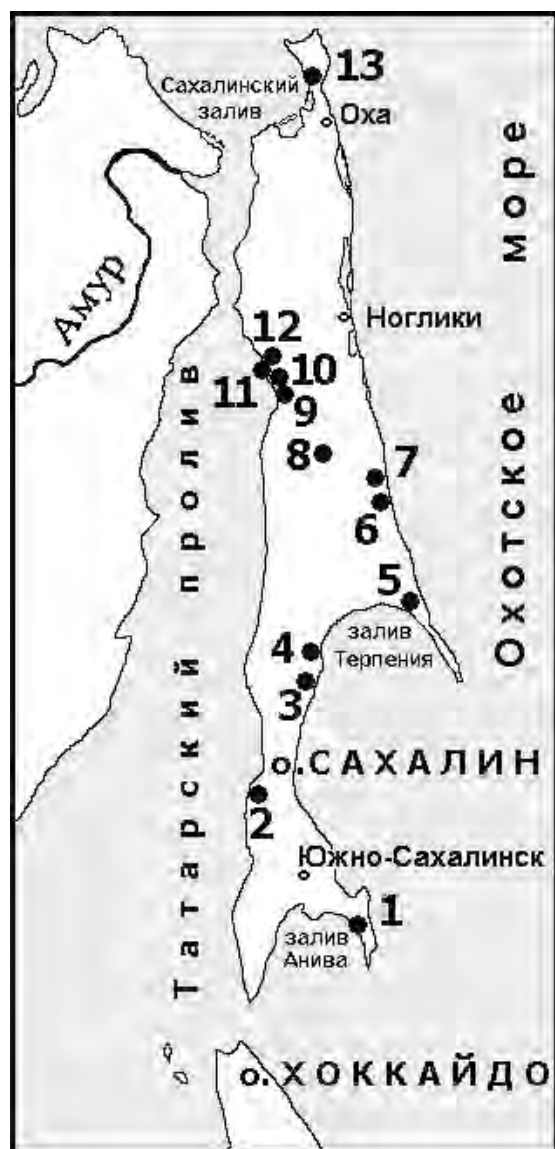 13
Сахалинский
залив
Оха
море
Амур
Ноглики
12
10
11
9
Татарский пролив
Охотское
8
7
6
5
залив
Терпения
4
3
о.САХАЛИН
2
Южно-Сахалинск
1
залив
Анива
о.ХОККАЙДО